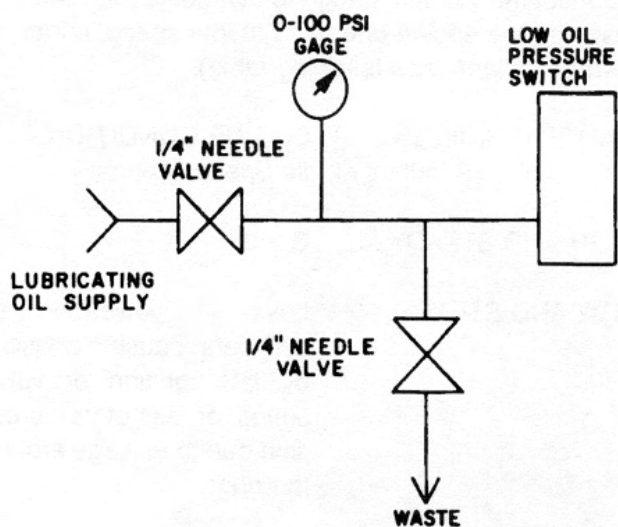 0-100 PSI
GAGE
LOW OIL
PRESSURE
SWITCH
1/4" NEEDLE
VALVE
LUBRICATING
OIL SUPPLY
1/4" NEEDLE
VALVE
WASTE